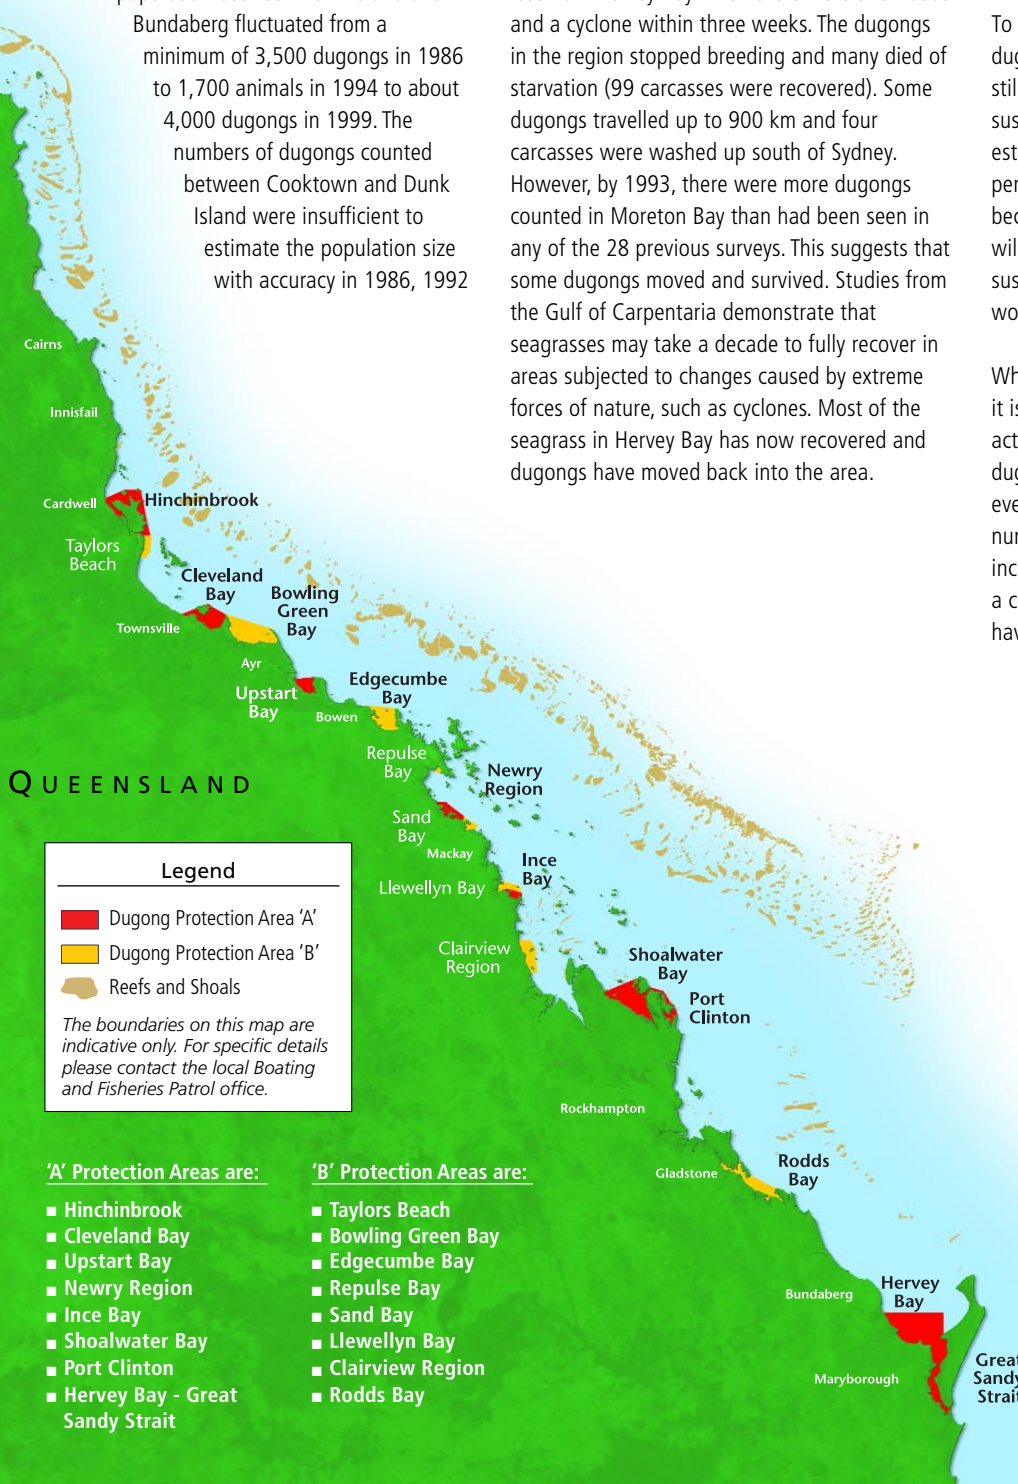 Bundaberg fluctuated from a
minimum of 3,500 dugongs in 1986
to 1,700 animals in 1994 to about
4,000 dugongs in 1999. The
numbers of dugongs counted
between Cooktown and Dunk
Island were insufficient to
estimate the population size
with accuracy in 1986, 1992
and a cyclone within three weeks. The dugongs
in the region stopped breeding and many died of
starvation (99 carcasses were recovered). Some
dugongs travelled up to 900 km and four
carcasses were washed up south of Sydney.
However, by 1993, there were more dugongs
counted in Moreton Bay than had been seen in
any of the 28 previous surveys. This suggests that
some dugongs moved and survived. Studies from
the Gulf of Carpentaria demonstrate that
seagrasses may take a decade to fully recover in
areas subjected to changes caused by extreme
forces of nature, such as cyclones. Most of the
seagrass in Hervey Bay has now recovered and
dugongs have moved back into the area.
To
it is
a c
Cairns
Innisfail
Cardwell
Hinchinbrook
Taylors
Beach
Cleveland
Bay
Bowling
Green
Bay
Townsville
Ayr
Upstart
Bay
Edgecumbe
Bay
Bowen
Repulse
Bay
Newry
Region
QUEENSLAND
Sand
Bay
Mackay
Ince
Bay
Llewellyn Bay
Clairview
Region
Shoalwater
Bay
Port
Clinton
Rockhampton
Gladstone
Rodds
Bay
Bundaberg
Hervey
Bay
Maryborough
Great
Sandy
Strait
Legend
Dugong Protection Area 'A'
Dugong Protection Area 'B'
Reefs and Shoals
The boundaries on this map are
indicative only. For specific details
please contact the local Boating
and Fisheries Patrol office.
'A' Protection Areas are:
■ Hinchinbrook
■ Cleveland Bay
■ Upstart Bay
■ Newry Region
■ Ince Bay
■ Shoalwater Bay
■ Port Clinton
■ Hervey Bay - Great
Sandy Strait
'B' Protection Areas are:
■ Taylors Beach
■ Bowling Green Bay
■ Edgecumbe Bay
■ Repulse Bay
■ Sand Bay
■ Llewellyn Bay
■ Clairview Region
■ Rodds Bay